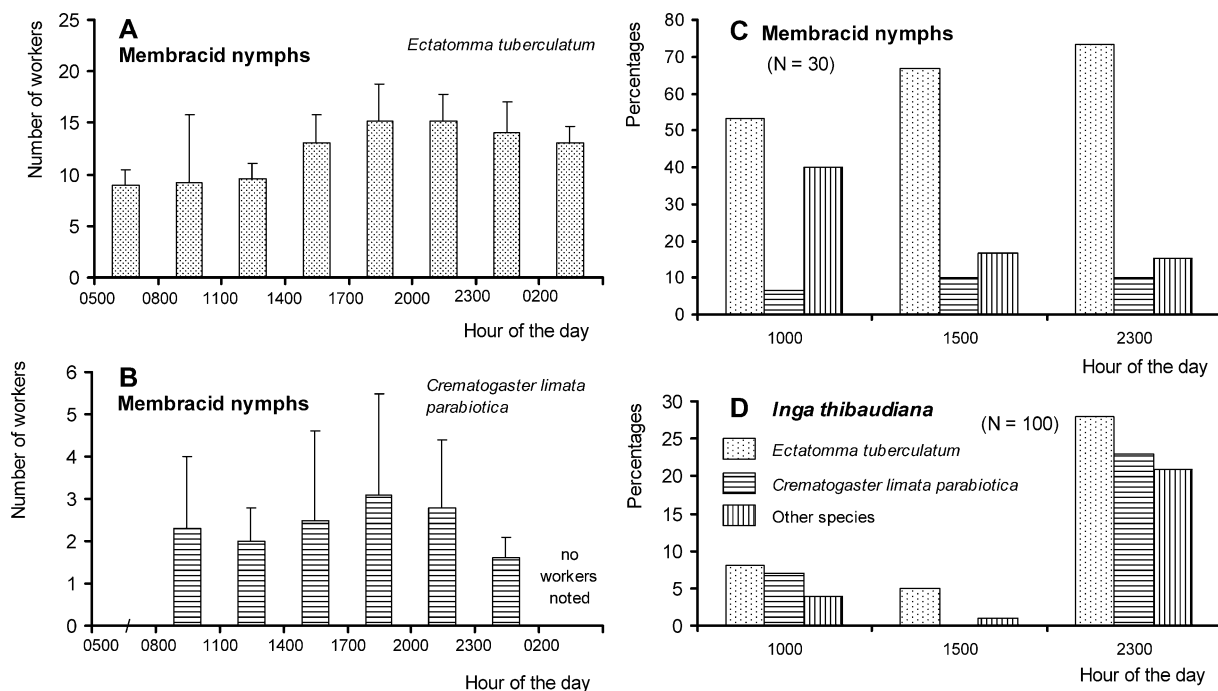 A
Membracid nymphs
Ectatomma tuberculatum
Number of workers
25
20
15
10
5
0
0500 0800 1100 1400 1700 2000 2300 0200
Hour of the day
B
Membracid nymphs
Crematogaster limata
parabiotica
Number of workers
6
5
4
3
2
1
0
no
workers
noted
0500 0800 1100 1400 1700 2000 2300 0200
Hour of the day
C Membracid nymphs
(N = 30)
Percentages
80
70
60
50
40
30
20
10
0
1000 1500 2300
Hour of the day
D Inga thibaudiana
(N = 100)
Percentages
30
25
20
15
10
5
0
Ectatomma tuberculatum
Crematogaster limata parabiotica
Other species
1000 1500 2300
Hour of the day